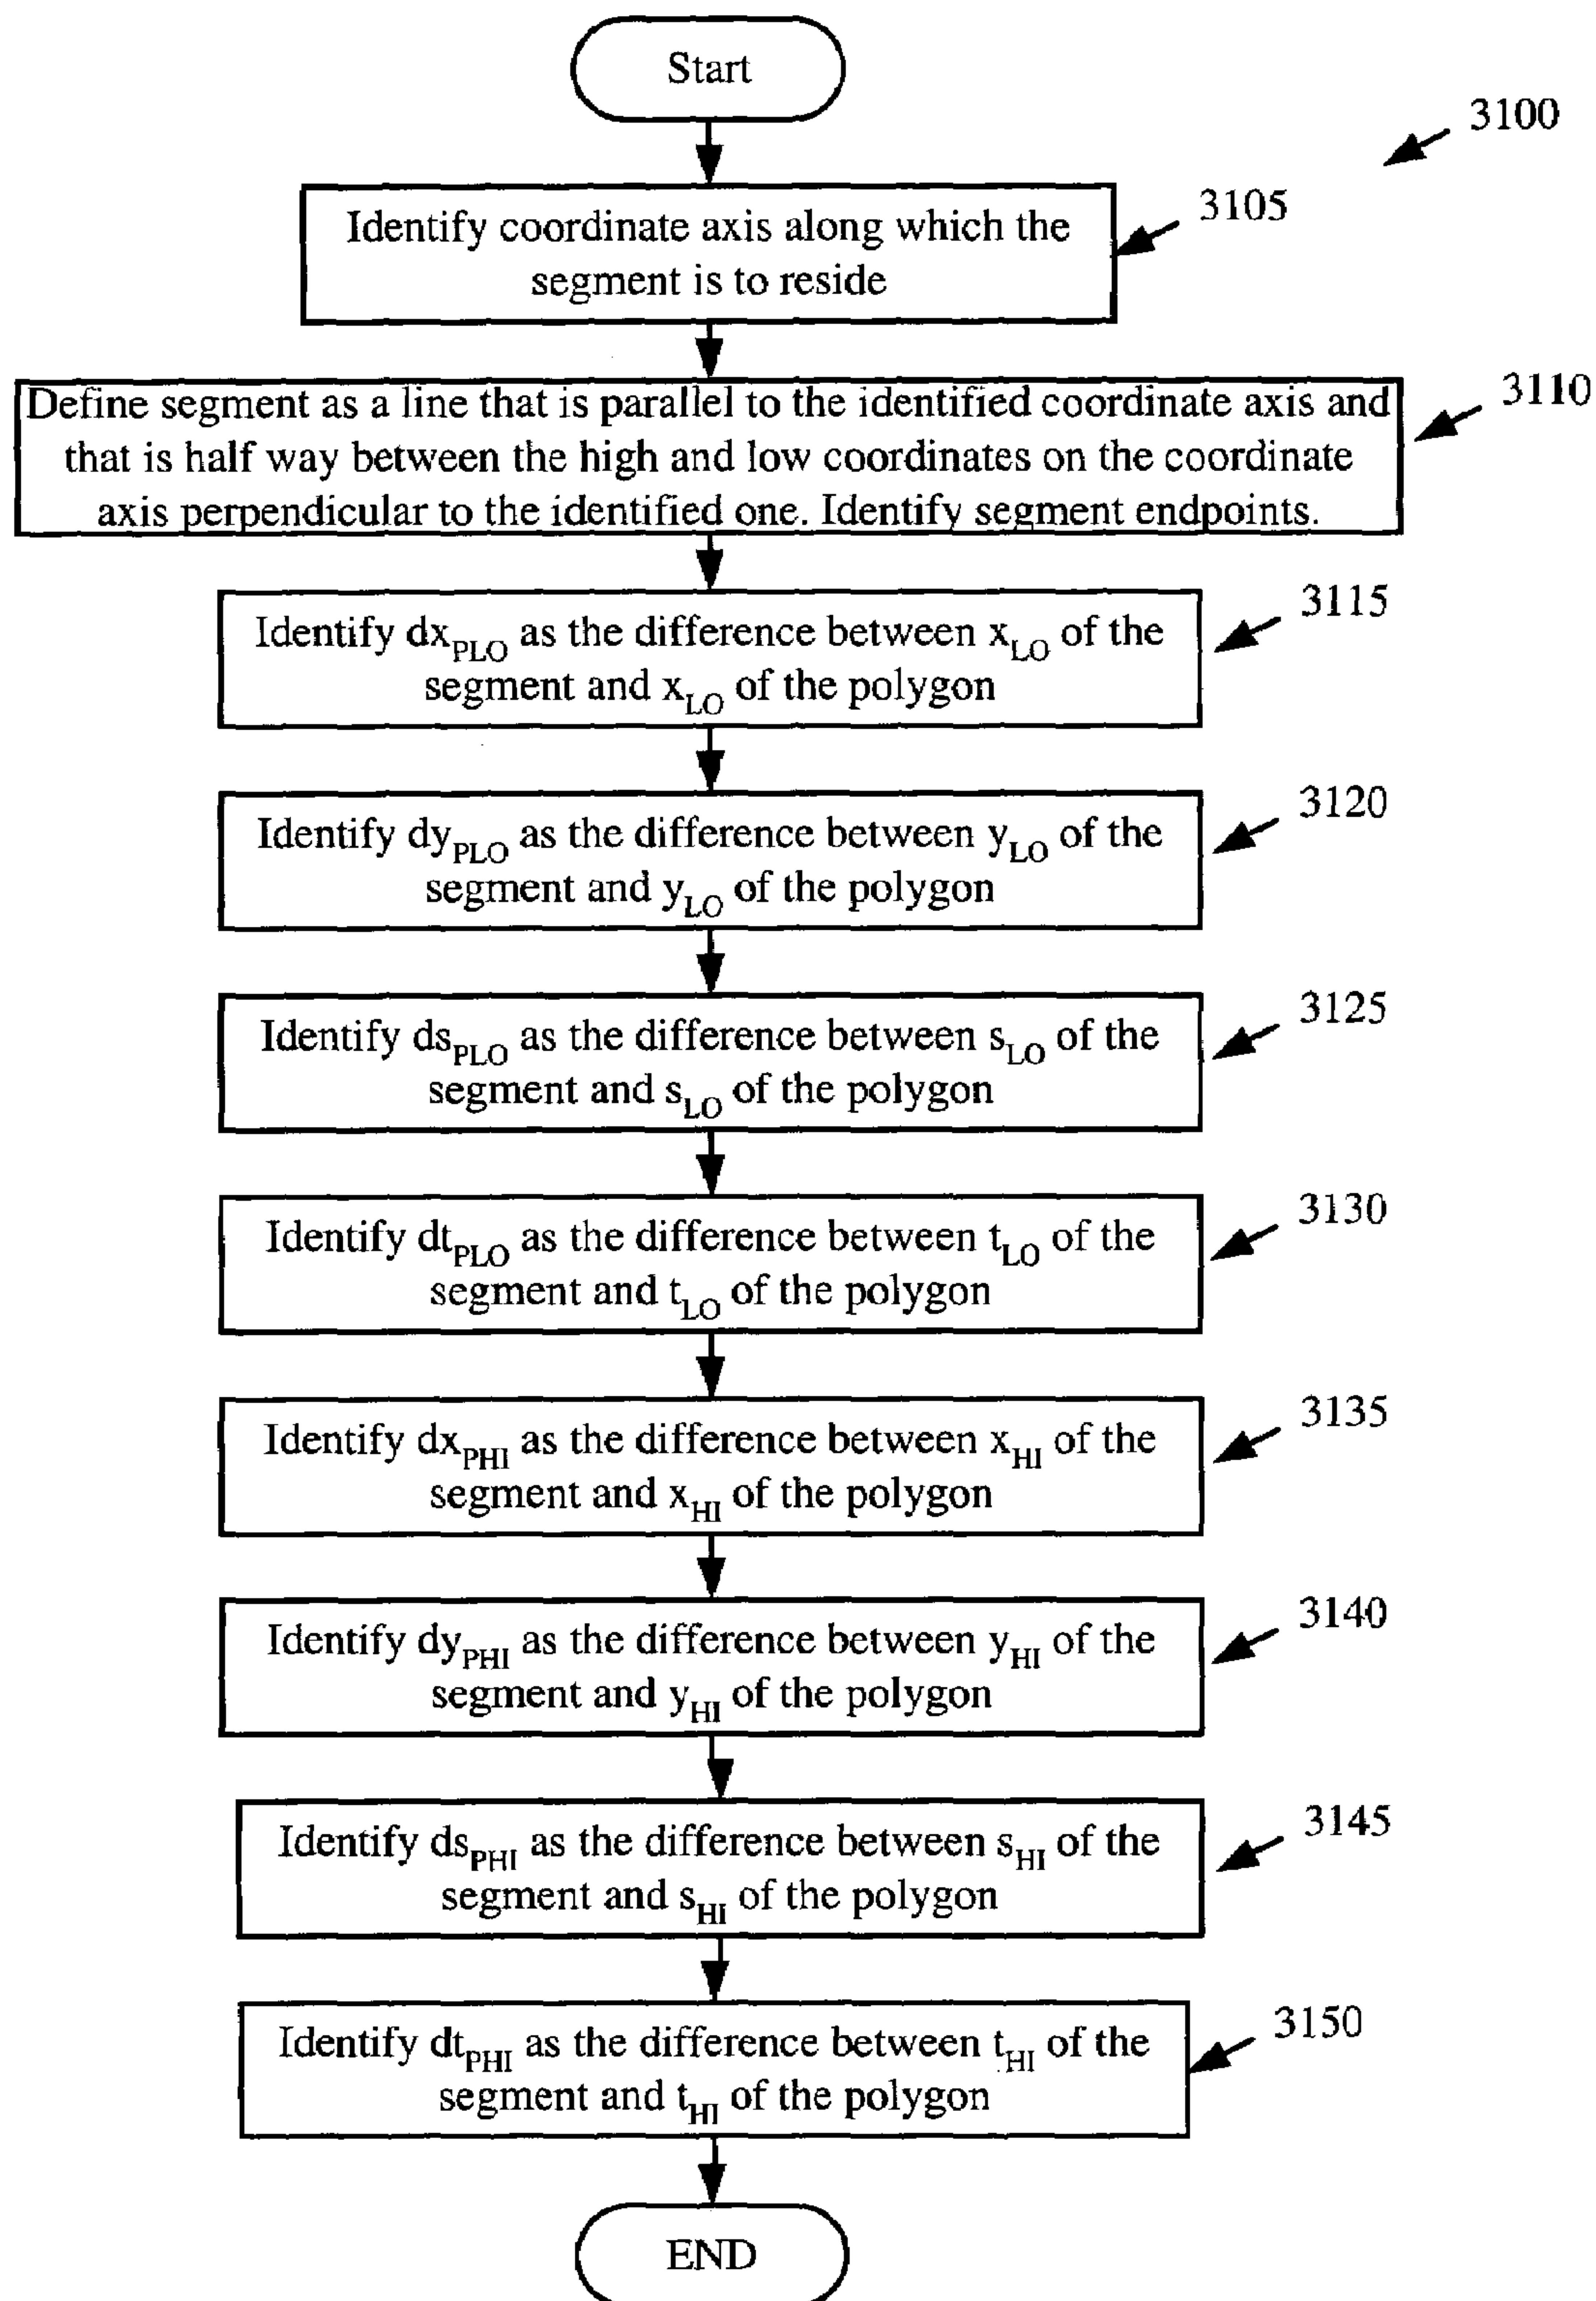 Start
3100
Identify coordinate axis along which the
segment is to reside
3105
Define segment as a line that is parallel to the identified coordinate axis and
that is half way between the high and low coordinates on the coordinate
axis perpendicular to the identified one. Identify segment endpoints.
3110
Identify dxPLO as the difference between xLO of the
segment and xLO of the polygon
3115
Identify dyPLO as the difference between yLO of the
segment and yLO of the polygon
3120
Identify dsPLO as the difference between sLO of the
segment and sLO of the polygon
3125
Identify dtPLO as the difference between tLO of the
segment and tLO of the polygon
3130
Identify dxPHI as the difference between xHI of the
segment and xHI of the polygon
3135
Identify dyPHI as the difference between yHI of the
segment and yHI of the polygon
3140
Identify dsPHI as the difference between sHI of the
segment and sHI of the polygon
3145
Identify dtPHI as the difference between tHI of the
segment and tHI of the polygon
3150
END